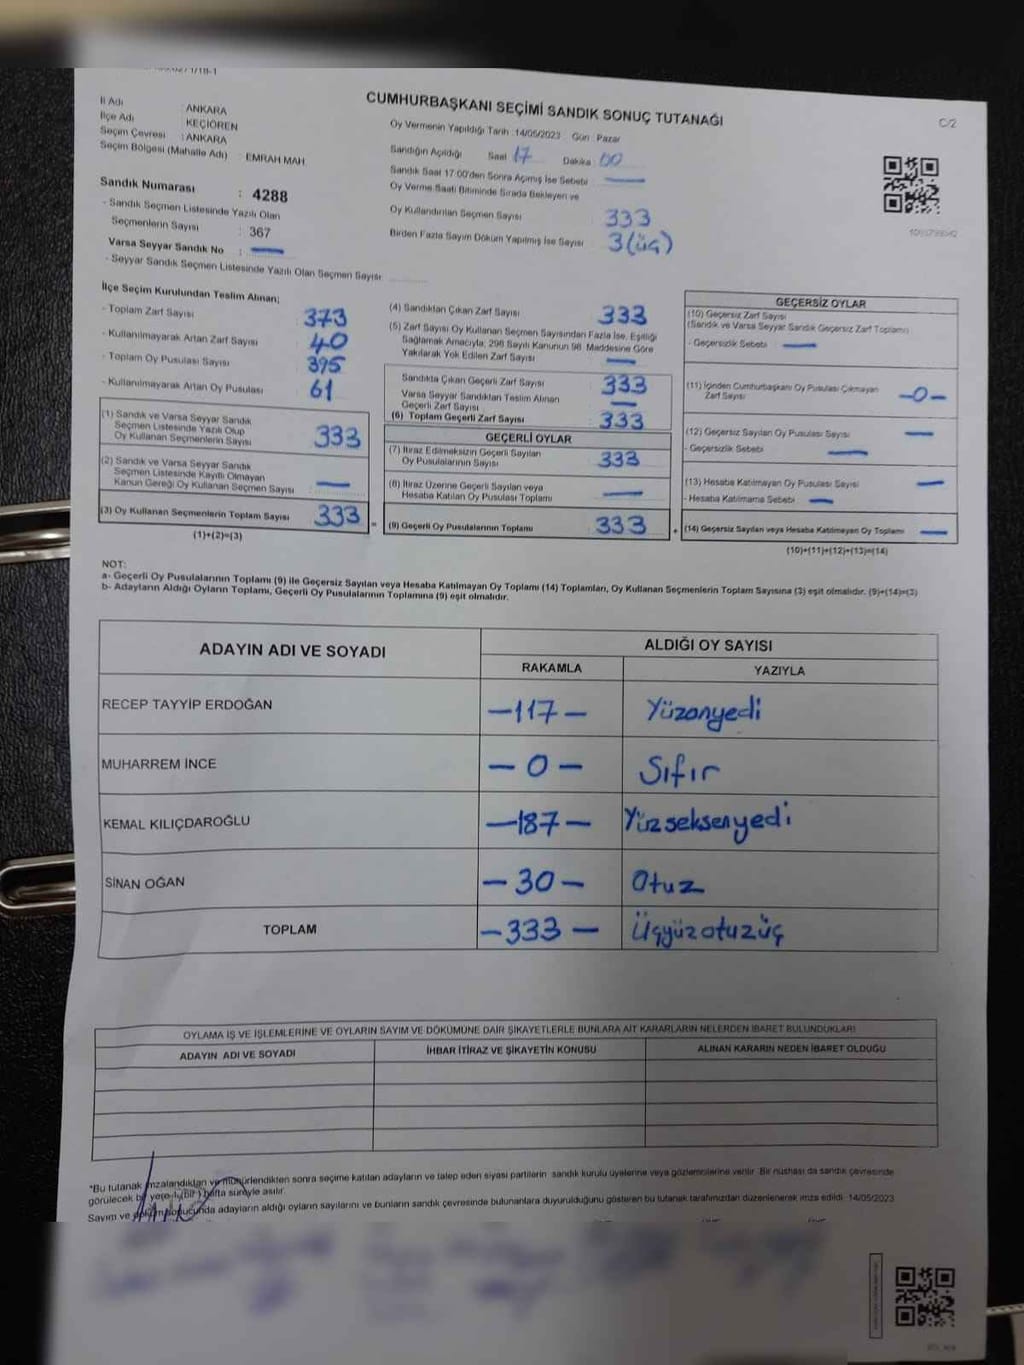 CUMHURBAŞKANI SEÇİMİ SANDIK SONUÇ TUTANAĞI
C/2
İl Adı : ANKARA
İlçe Adı : KEÇİÖREN
Seçim Çevresi : ANKARA
Seçim Bölgesi (Mahalle Adı) : EMRAH MAH
Sandık Numarası : 4288
- Sandık Seçmen Listesinde Yazılı Olan
Seçmenlerin Sayısı : 367
Varsa Seyyar Sandık No : —
- Seyyar Sandık Seçmen Listesinde Yazılı Olan Seçmen Sayısı
Oy Vermenin Yapıldığı Tarih :14/05/2023 Gün : Pazar
Sandığın Açıldığı Saat 17 Dakika 00
Sandık Saat 17:00'den Sonra Açılmış İse Sebebi : —
Oy Verme Saati Bitiminde Sırada Bekleyen ve
Oy Kullandırılan Seçmen Sayısı : 333
Birden Fazla Sayım Döküm Yapılmış İse Sayısı : 3(üç)
İlçe Seçim Kurulundan Teslim Alınan;
- Toplam Zarf Sayısı : 373
- Kullanılmayarak Artan Zarf Sayısı : 40
- Toplam Oy Pusulası Sayısı : 395
- Kullanılmayarak Artan Oy Pusulası : 61
(1) Sandık ve Varsa Seyyar Sandık
Seçmen Listesinde Yazılı Olup
Oy Kullanan Seçmenlerin Sayısı : 333
(2) Sandık ve Varsa Seyyar Sandık
Seçmen Listesinde Kayıtlı Olmayan
Kanun Gereği Oy Kullanan Seçmen Sayısı : —
(3) Oy Kullanan Seçmenlerin Toplam Sayısı : 333
(1)+(2)=(3)
(4) Sandıktan Çıkan Zarf Sayısı : 333
(5) Zarf Sayısı Oy Kullanan Seçmen Sayısından Fazla İse, Eşitliği
Sağlamak Amacıyla, 298 Sayılı Kanunun 98. Maddesine Göre
Yakılarak Yok Edilen Zarf Sayısı : —
Sandıkta Çıkan Geçerli Zarf Sayısı : 333
Varsa Seyyar Sandıktan Teslim Alınan
Geçerli Zarf Sayısı : —
(6) Toplam Geçerli Zarf Sayısı : 333
GEÇERLİ OYLAR
(7) İtiraz Edilmeksizin Geçerli Sayılan
Oy Pusulalarının Sayısı : 333
(8) İtiraz Üzerine Geçerli Sayılan veya
Hesaba Katılan Oy Pusulası Toplamı : —
= (9) Geçerli Oy Pusulalarının Toplamı : 333
GEÇERSİZ OYLAR
(10) Geçersiz Zarf Sayısı
(Sandık ve Varsa Seyyar Sandık Geçersiz Zarf Toplamı)
- Geçersizlik Sebebi : —
(11) İçinden Cumhurbaşkanı Oy Pusulası Çıkmayan
Zarf Sayısı : -0-
(12) Geçersiz Sayılan Oy Pusulası Sayısı : —
- Geçersizlik Sebebi : —
(13) Hesaba Katılmayan Oy Pusulası Sayısı : —
- Hesaba Katılmama Sebebi : —
+ (14) Geçersiz Sayılan veya Hesaba Katılmayan Oy Toplamı : —
(10)+(11)+(12)+(13)=(14)
NOT:
a- Geçerli Oy Pusulalarının Toplamı (9) ile Geçersiz Sayılan veya Hesaba Katılmayan Oy Toplamı (14) Toplamları, Oy Kullanan Seçmenlerin Toplam Sayısına (3) eşit olmalıdır. (9)+(14)=(3)
b- Adayların Aldığı Oyların Toplamı, Geçerli Oy Pusulalarının Toplamına (9) eşit olmalıdır.
ADAYIN ADI VE SOYADI
ALDIĞI OY SAYISI
RAKAMLA YAZIYLA
RECEP TAYYİP ERDOĞAN -117- Yüzonyedi
MUHARREM İNCE -0- Sıfır
KEMAL KILIÇDAROĞLU -187- Yüzseksenyedi
SİNAN OĞAN -30- Otuz
TOPLAM -333- Üçyüzotuzüç
OYLAMA İŞ VE İŞLEMLERİNE VE OYLARIN SAYIM VE DÖKÜMÜNE DAİR ŞİKAYETLERLE BUNLARA AİT KARARLARIN NELERDEN İBARET BULUNDUKLARI
ADAYIN ADI VE SOYADI İHBAR İTİRAZ VE ŞİKAYETİN KONUSU ALINAN KARARIN NEDEN İBARET OLDUĞU
*Bu tutanak imzalandıktan ve mühürlendikten sonra seçime katılan adayların ve talep eden siyasi partilerin sandık kurulu üyelerine veya gözlemcilerine verilir. Bir nüshası da sandık çevresinde
görülecek bir yere 1 (bir) hafta süreyle asılır.
Sayım ve döküm sonucunda adayların aldığı oyların sayılarını ve bunların sandık çevresinde bulunanlara duyurulduğunu gösteren bu tutanak tarafımızdan düzenlenerek imza edildi. 14/05/2023